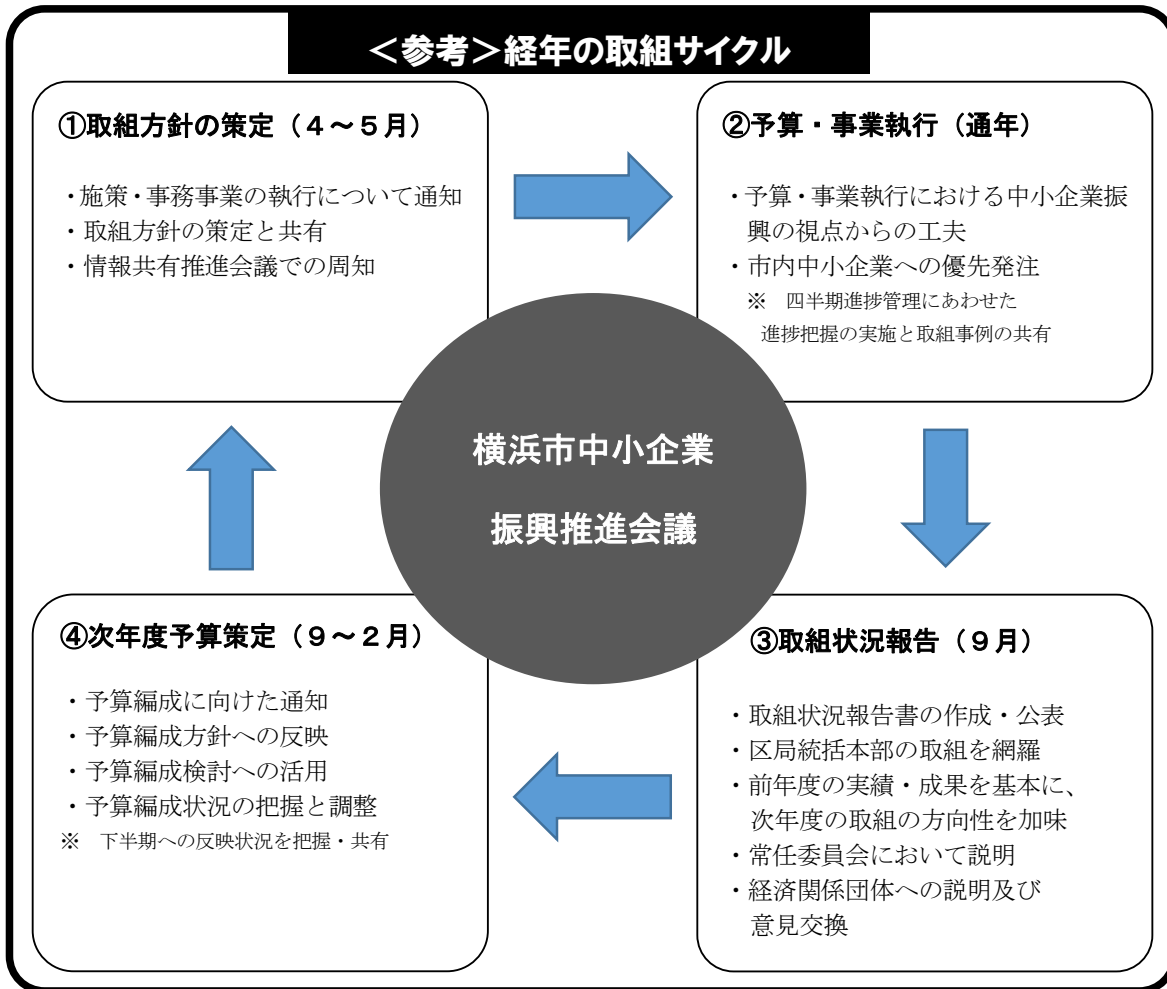 ＜参考＞経年の取組サイクル
①取組方針の策定（４～５月）
・施策・事務事業の執行について通知
・取組方針の策定と共有
・情報共有推進会議での周知
②予算・事業執行（通年）
・予算・事業執行における中小企業振
興の視点からの工夫
・市内中小企業への優先発注
※　四半期進捗管理にあわせた
進捗把握の実施と取組事例の共有
横浜市中小企業
振興推進会議
③取組状況報告（９月）
・取組状況報告書の作成・公表
・区局統括本部の取組を網羅
・前年度の実績・成果を基本に、
次年度の取組の方向性を加味
・常任委員会において説明
・経済関係団体への説明及び
意見交換
④次年度予算策定（９～２月）
・予算編成に向けた通知
・予算編成方針への反映
・予算編成検討への活用
・予算編成状況の把握と調整
※　下半期への反映状況を把握・共有